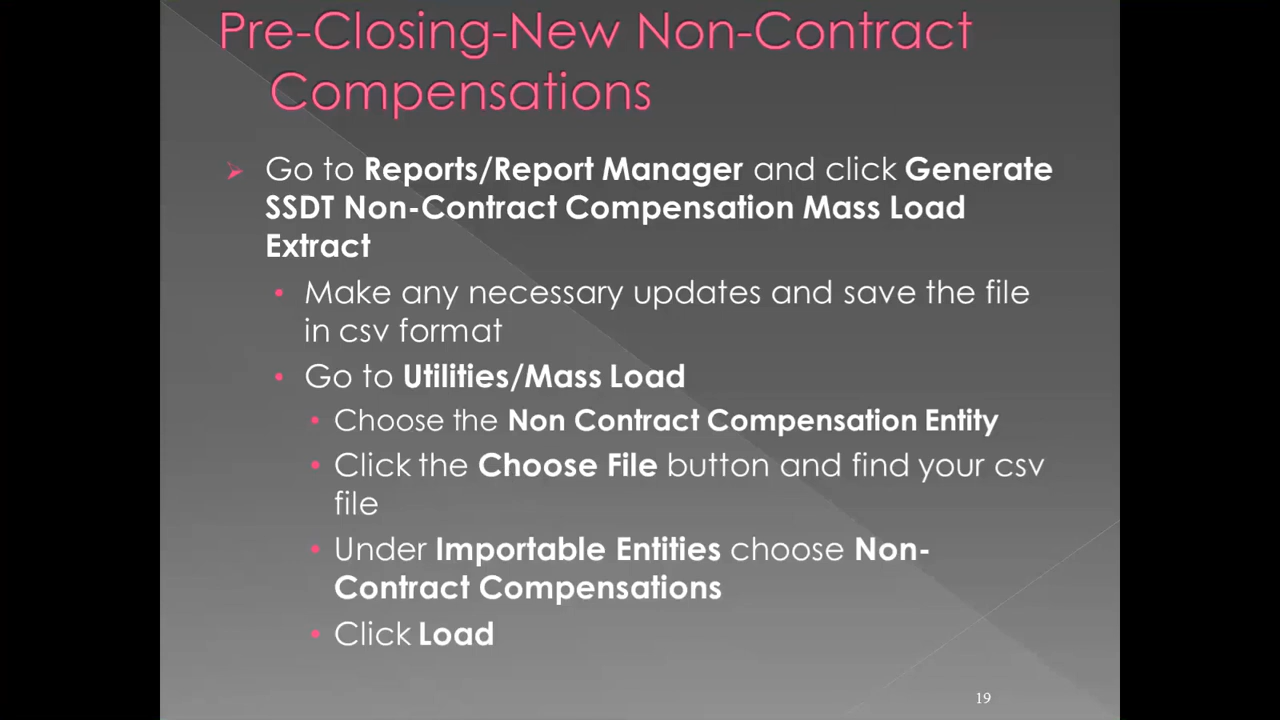 Pre-Closing-New Non-Contract
Compensations
Go to Reports/Report Manager and click Generate
SSDT Non-Contract Compensation Mass Load
Extract
Make any necessary updates and save the file
in csv format
Go to Utilities/Mass Load
Choose the Non Contract Compensation Entity
Click the Choose File button and find your csv
file
Under Importable Entities choose Non-
Contract Compensations
Click Load
19